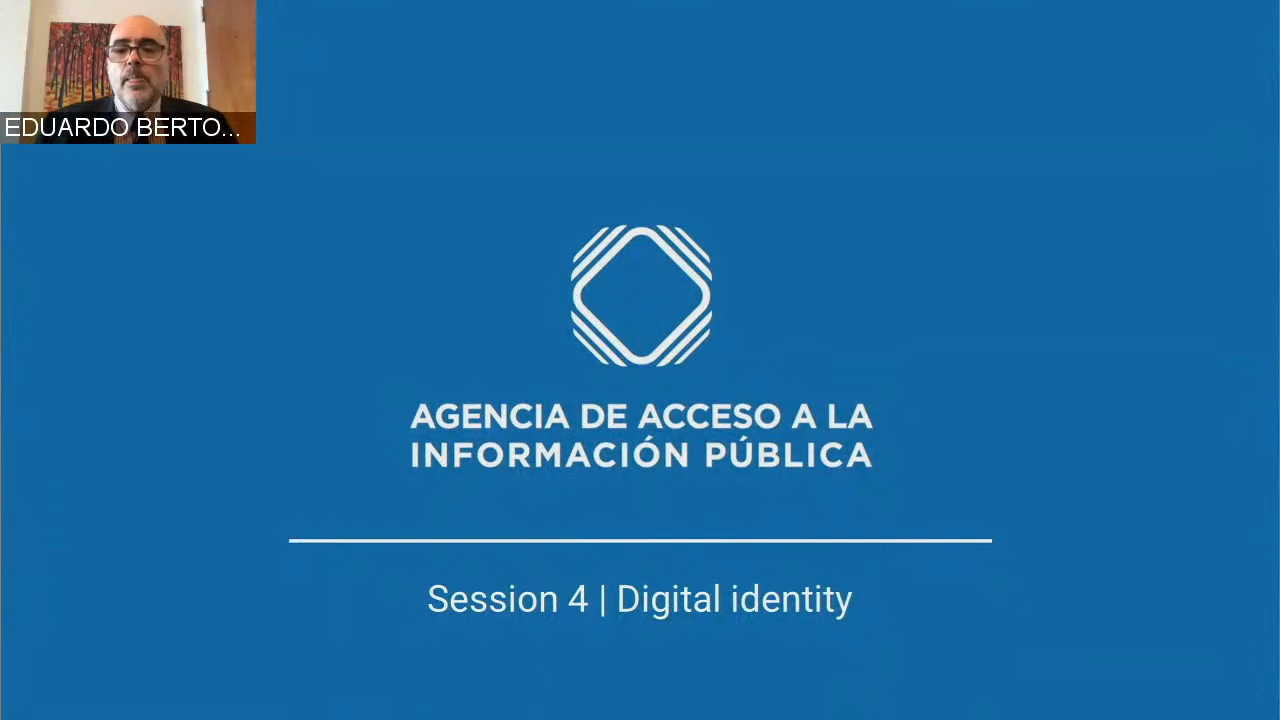 EDUARDO BERTO...
AGENCIA DE ACCESO A LA
INFORMACIÓN PÚBLICA
Session 4 | Digital identity